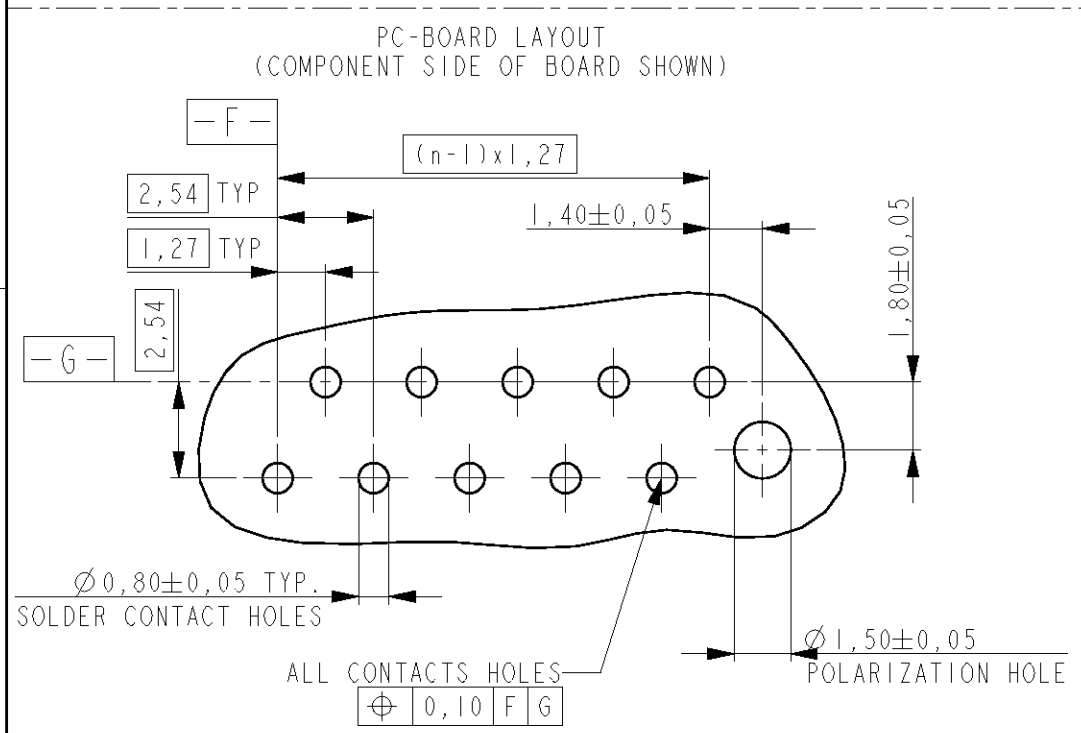 PC-BOARD LAYOUT
(COMPONENT SIDE OF BOARD SHOWN)
-F-
(n-1)x1,27
2,54 TYP
1,40±0,05
1,27 TYP
1,80±0,05
2,54
-G-
Ø0,80±0,05 TYP.
SOLDER CONTACT HOLES
Ø1,50±0,05
POLARIZATION HOLE
ALL CONTACTS HOLES
⌖ 0,10 F G